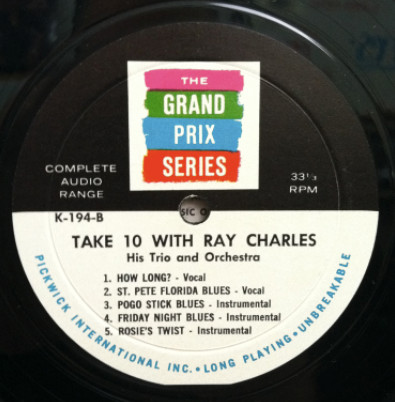 THE
GRAND
PRIX
SERIES
COMPLETE
AUDIO
RANGE
33⅓
RPM
K-194-B
TAKE 10 WITH RAY CHARLES
His Trio and Orchestra
1. HOW LONG? - Vocal
2. ST. PETE FLORIDA BLUES - Vocal
3. POGO STICK BLUES - Instrumental
4. FRIDAY NIGHT BLUES - Instrumental
5. ROSIE'S TWIST - Instrumental
PICKWICK INTERNATIONAL INC. • LONG PLAYING • UNBREAKABLE